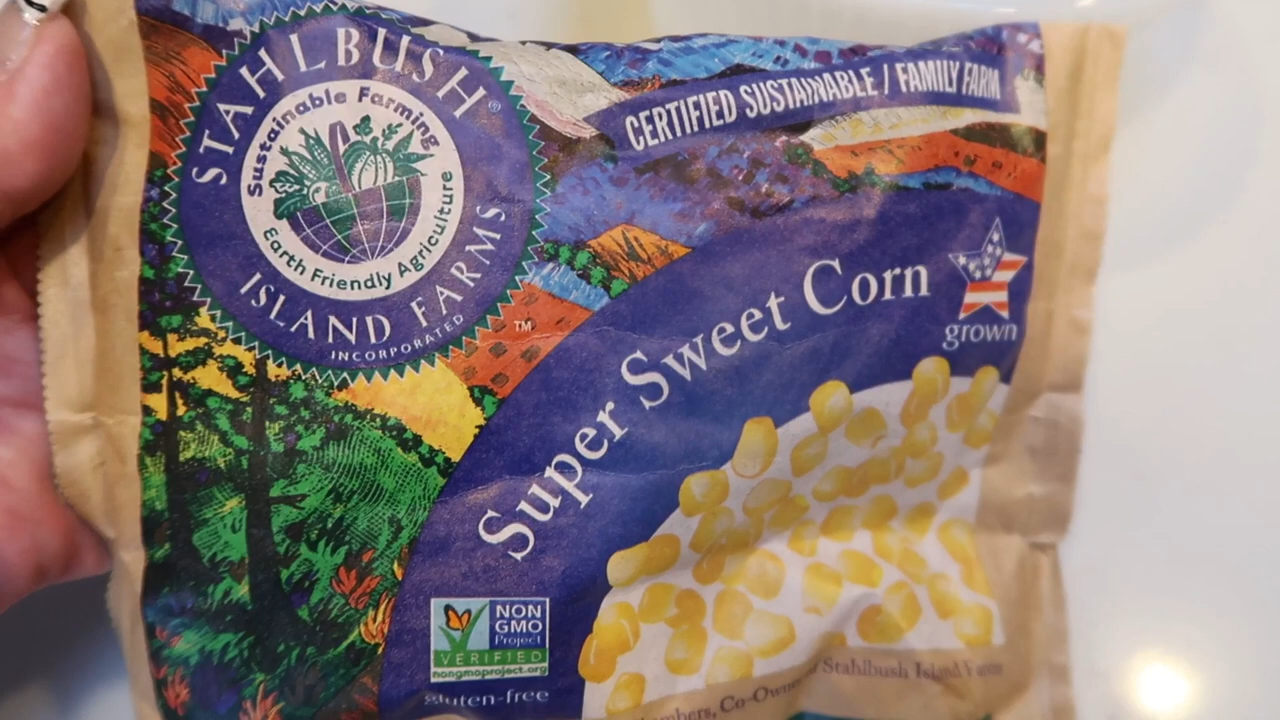 STAHLBUSH®
Sustainable Farming
Earth Friendly Agriculture
ISLAND FARMS
INCORPORATED
TM
CERTIFIED SUSTAINABLE / FAMILY FARM
Super Sweet Corn
grown
NON
GMO
Project
VERIFIED
nongmoproject.org
gluten-free
Stahlbush Island Farms